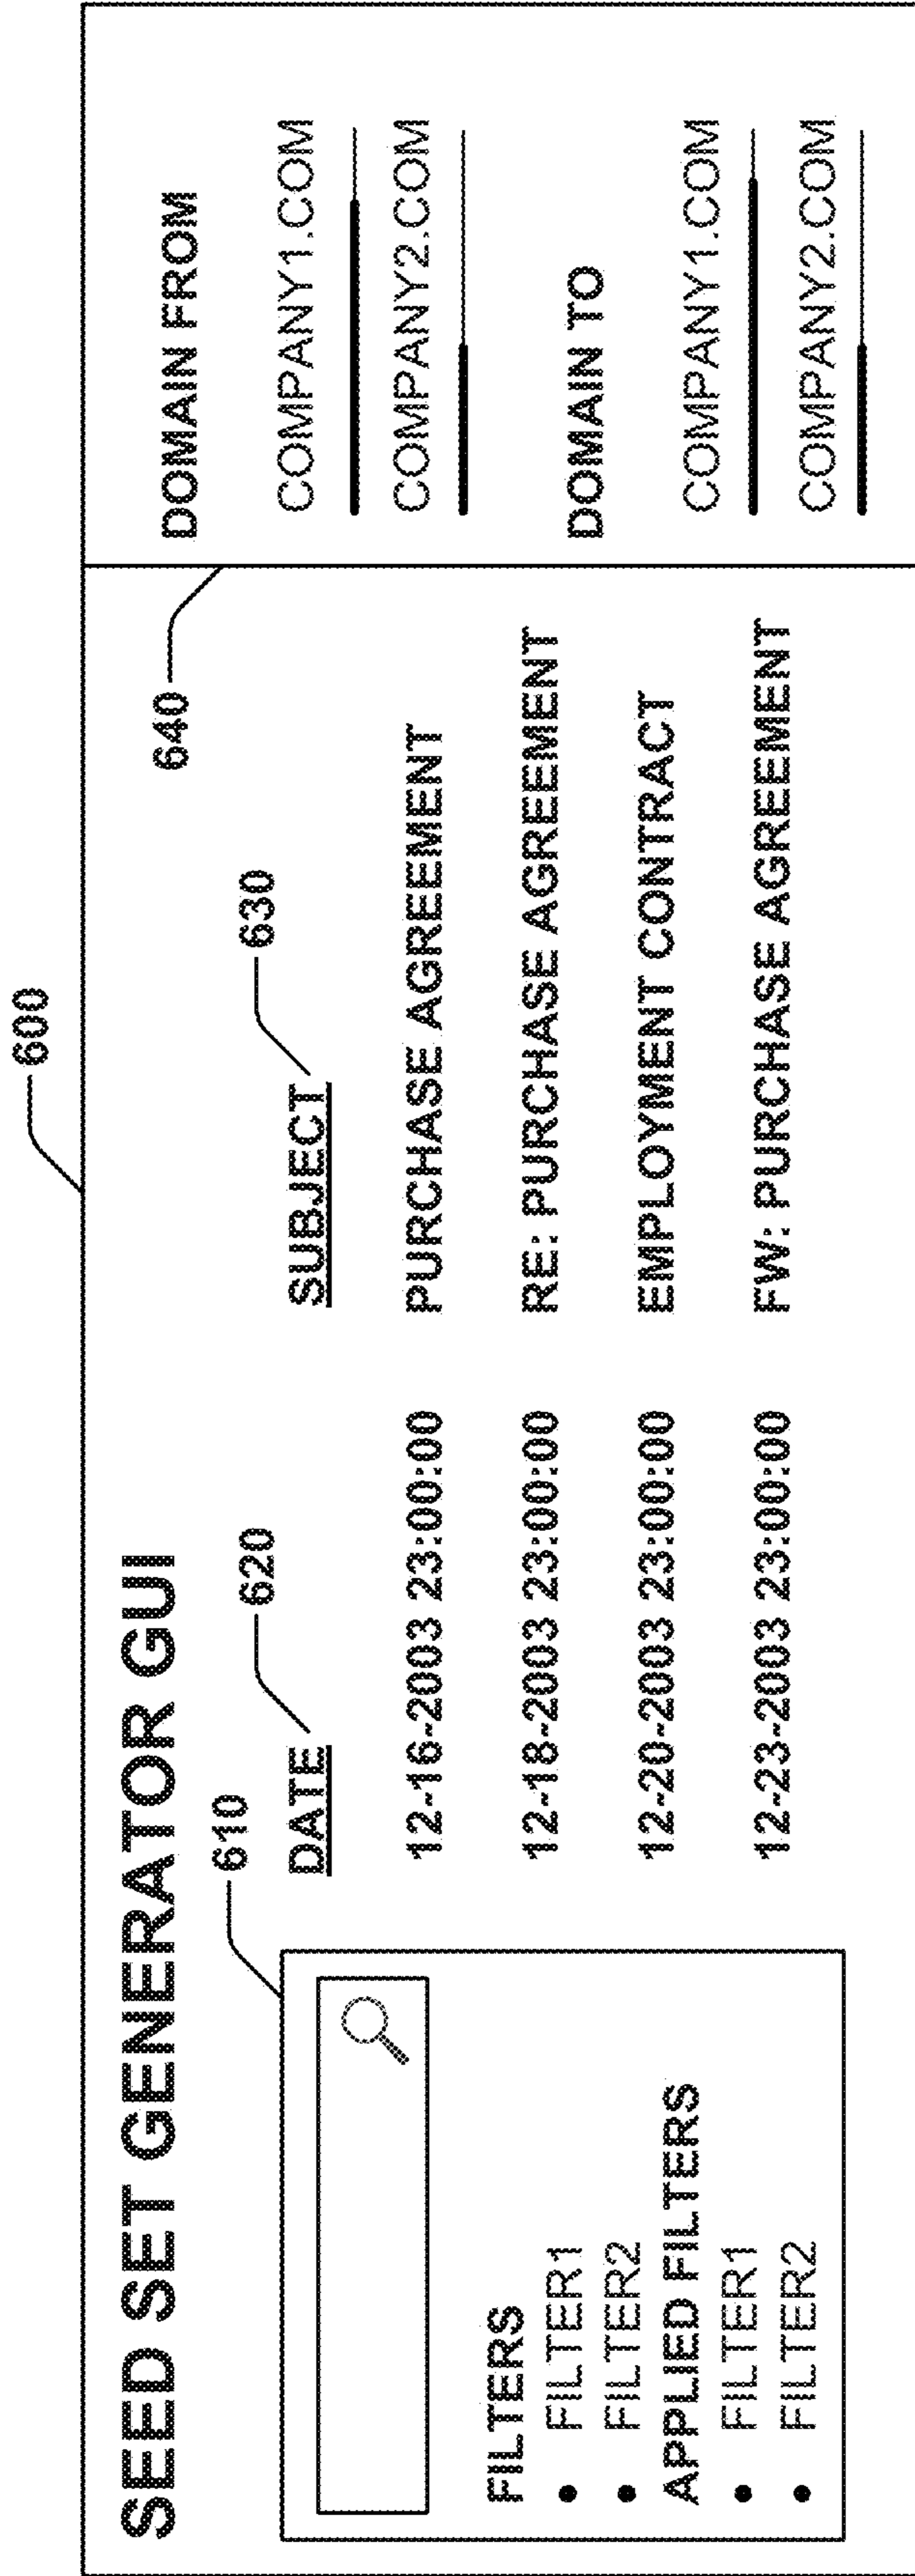 600
SEED SET GENERATOR GUI
610
FILTERS
• FILTER1
• FILTER2
APPLIED FILTERS
• FILTER1
• FILTER2
620
630
DATE SUBJECT
12-16-2003 23:00:00 PURCHASE AGREEMENT
12-18-2003 23:00:00 RE: PURCHASE AGREEMENT
12-20-2003 23:00:00 EMPLOYMENT CONTRACT
12-23-2003 23:00:00 FW: PURCHASE AGREEMENT
640
DOMAIN FROM
COMPANY1.COM
COMPANY2.COM
DOMAIN TO
COMPANY1.COM
COMPANY2.COM